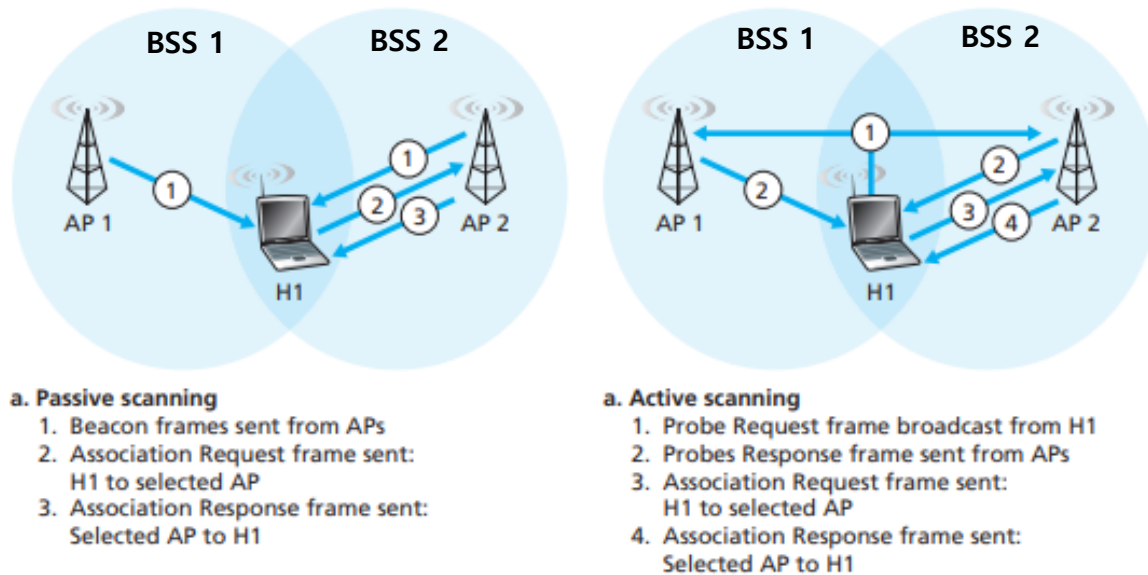 BSS 1
BSS 2
1
1
2
3
AP 1
AP 2
H1
a. Passive scanning
1. Beacon frames sent from APs
2. Association Request frame sent:
H1 to selected AP
3. Association Response frame sent:
Selected AP to H1
BSS 1
BSS 2
1
2
2
3
4
AP 1
AP 2
H1
a. Active scanning
1. Probe Request frame broadcast from H1
2. Probes Response frame sent from APs
3. Association Request frame sent:
H1 to selected AP
4. Association Response frame sent:
Selected AP to H1